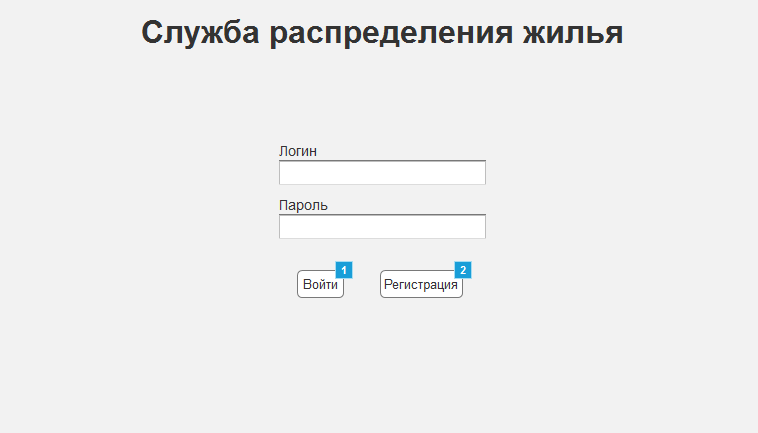 Служба распределения жилья
Логин
Пароль
1
2
Войти
Регистрация